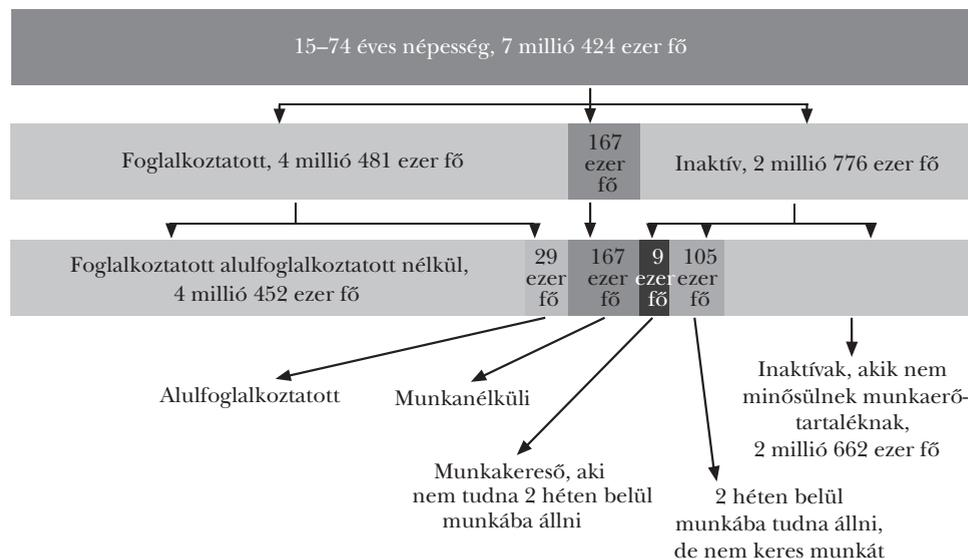 15–74 éves népesség, 7 millió 424 ezer fő
Foglalkoztatott, 4 millió 481 ezer fő
167
ezer
fő
Inaktív, 2 millió 776 ezer fő
Foglalkoztatott alulfoglalkoztatott nélkül,
4 millió 452 ezer fő
29
ezer
fő
167
ezer
fő
9
ezer
fő
105
ezer
fő
Alulfoglalkoztatott
Munkanélküli
Munkakereső, aki
nem tudna 2 héten belül
munkába állni
2 héten belül
munkába tudna állni,
de nem keres munkát
Inaktívak, akik nem
minősülnek munkaerő-
tartaléknak,
2 millió 662 ezer fő